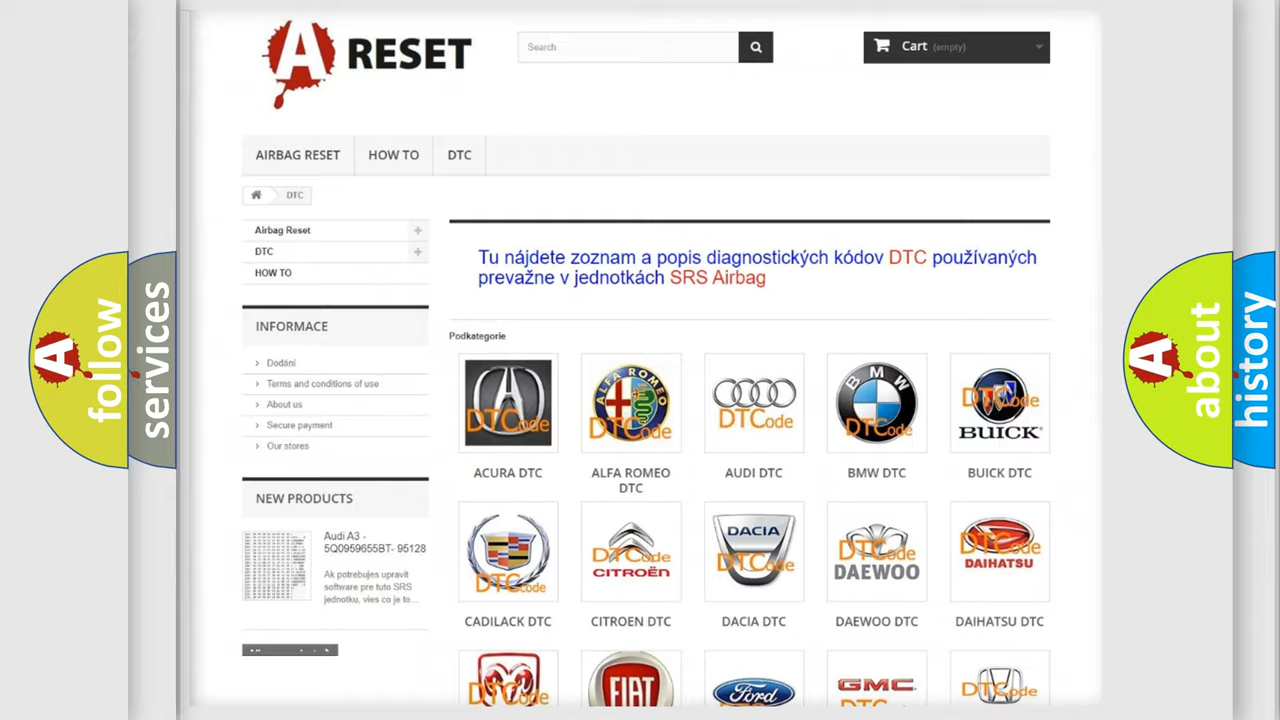 A RESET
Search
Cart (empty)
AIRBAG RESET
HOW TO
DTC
DTC
Airbag Reset
DTC
HOW TO
INFORMACE
Dodání
Terms and conditions of use
About us
Secure payment
Our stores
NEW PRODUCTS
Audi A3 -
5Q0959655BT- 95128
Ak potrebujes upravit
software pre tuto SRS
jednotku, vies co je to...
Tu nájdete zoznam a popis diagnostických kódov DTC používaných
prevažne v jednotkách SRS Airbag
Podkategorie
DTCode
ALFA ROMEO
DTCode
DTCode
BMW
DTCode
DTCode
BUICK
ACURA DTC
ALFA ROMEO
DTC
AUDI DTC
BMW DTC
BUICK DTC
DTCode
DTCode
CITROËN
DACIA
DTCode
DTCode
DAEWOO
DTCode
DAIHATSU
CADILACK DTC
CITROEN DTC
DACIA DTC
DAEWOO DTC
DAIHATSU DTC
DTCode
FIAT
Ford
GMC
DTCode
A follow
services
A about
history